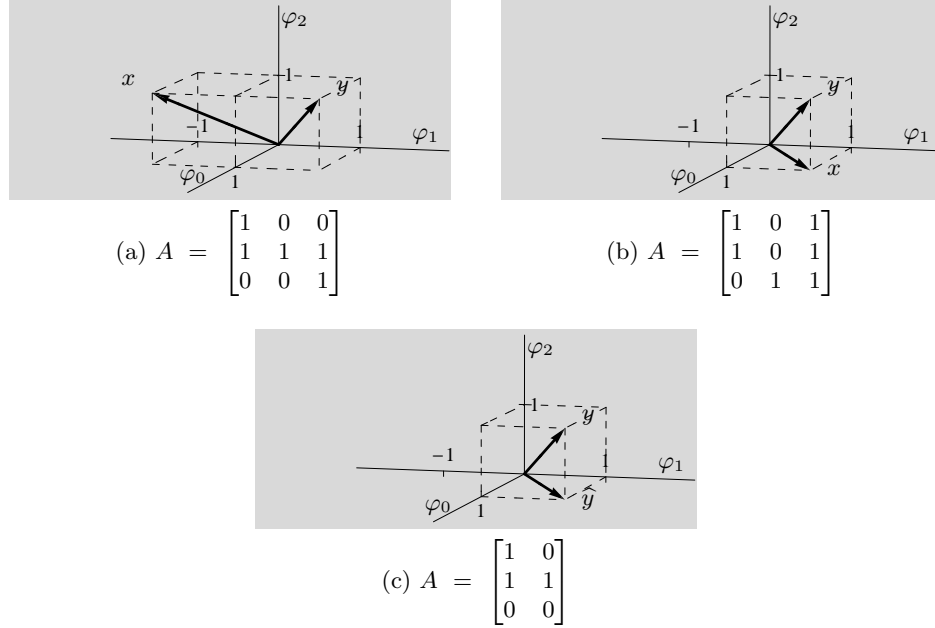 φ₂ φ₂
x 1 y 1 y
−1 1 φ₁ −1 1 φ₁
φ₀ 1 φ₀ 1 x
(a) A = [1 0 0; 1 1 1; 0 0 1]
(b) A = [1 0 1; 1 0 1; 0 1 1]
φ₂
1 y
−1 1 φ₁
φ₀ 1 ŷ
(c) A = [1 0; 1 1; 0 0]